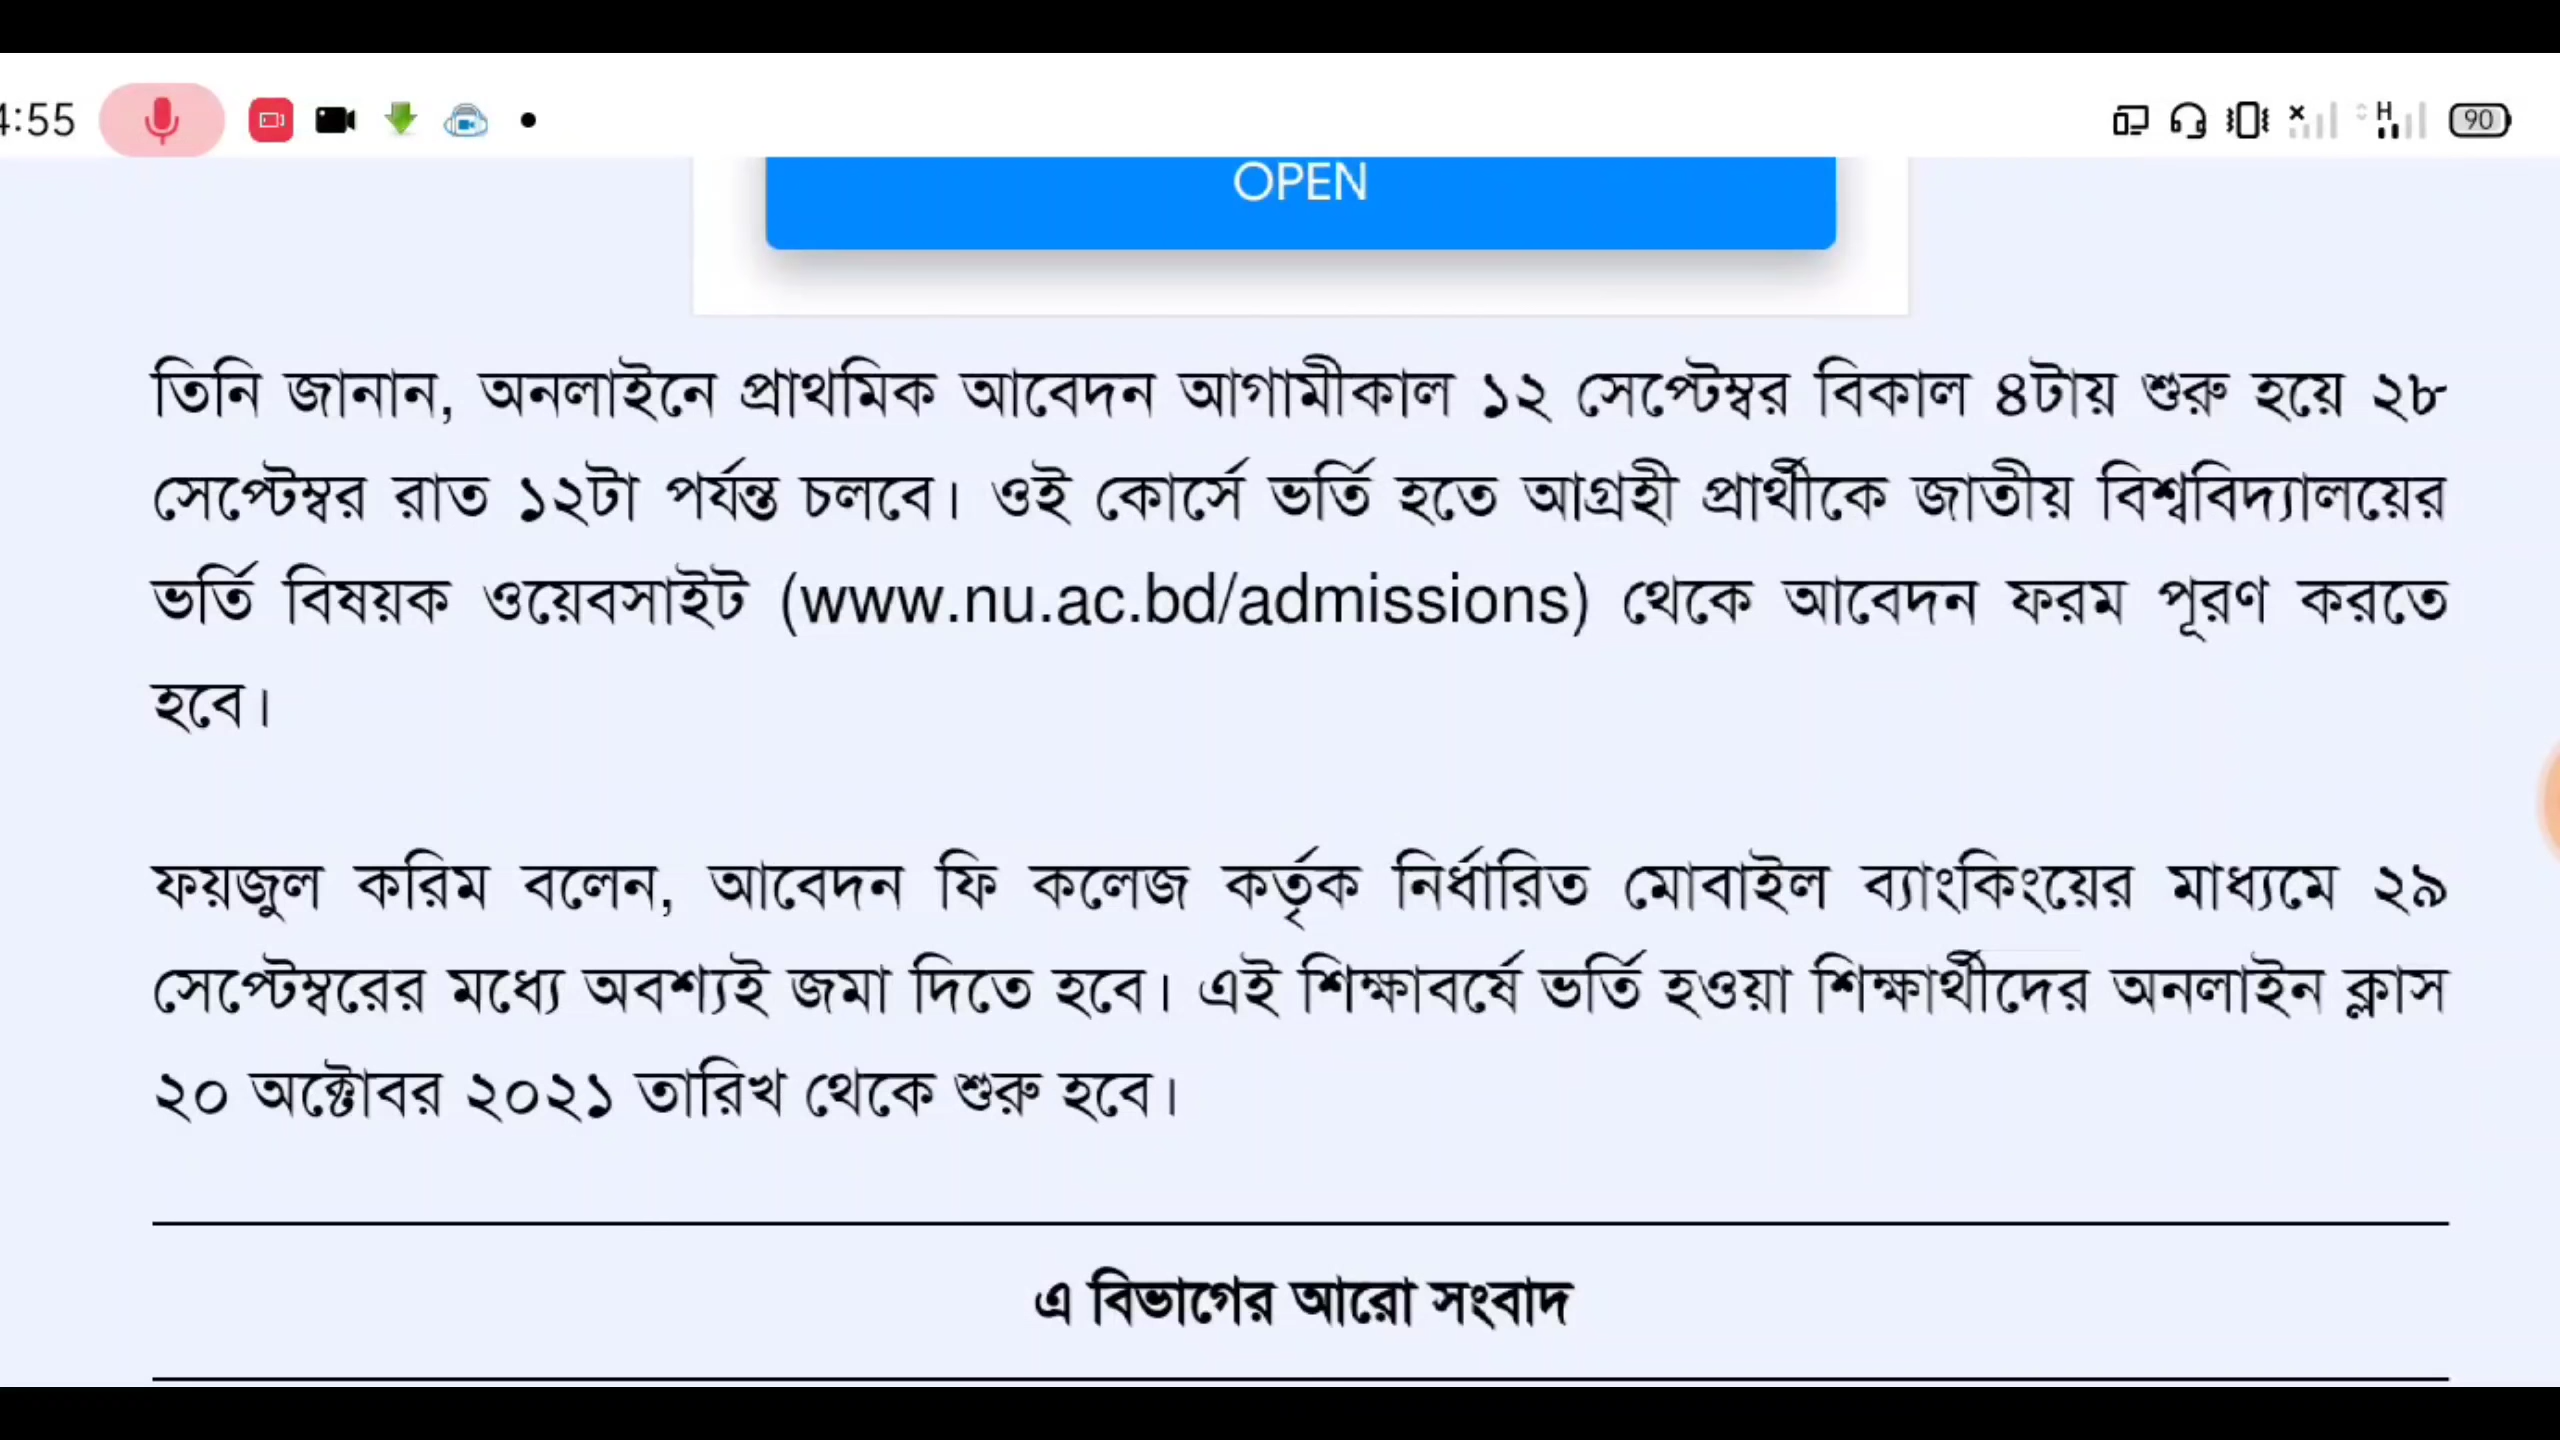 4:55
H
90
OPEN
তিনি জানান, অনলাইনে প্রাথমিক আবেদন আগামীকাল ১২ সেপ্টেম্বর বিকাল ৪টায় শুরু হয়ে ২৮
সেপ্টেম্বর রাত ১২টা পর্যন্ত চলবে। ওই কোর্সে ভর্তি হতে আগ্রহী প্রার্থীকে জাতীয় বিশ্ববিদ্যালয়ের
ভর্তি বিষয়ক ওয়েবসাইট (www.nu.ac.bd/admissions) থেকে আবেদন ফরম পূরণ করতে
হবে।
ফয়জুল করিম বলেন, আবেদন ফি কলেজ কর্তৃক নির্ধারিত মোবাইল ব্যাংকিংয়ের মাধ্যমে ২৯
সেপ্টেম্বরের মধ্যে অবশ্যই জমা দিতে হবে। এই শিক্ষাবর্ষে ভর্তি হওয়া শিক্ষার্থীদের অনলাইন ক্লাস
২০ অক্টোবর ২০২১ তারিখ থেকে শুরু হবে।
এ বিভাগের আরো সংবাদ